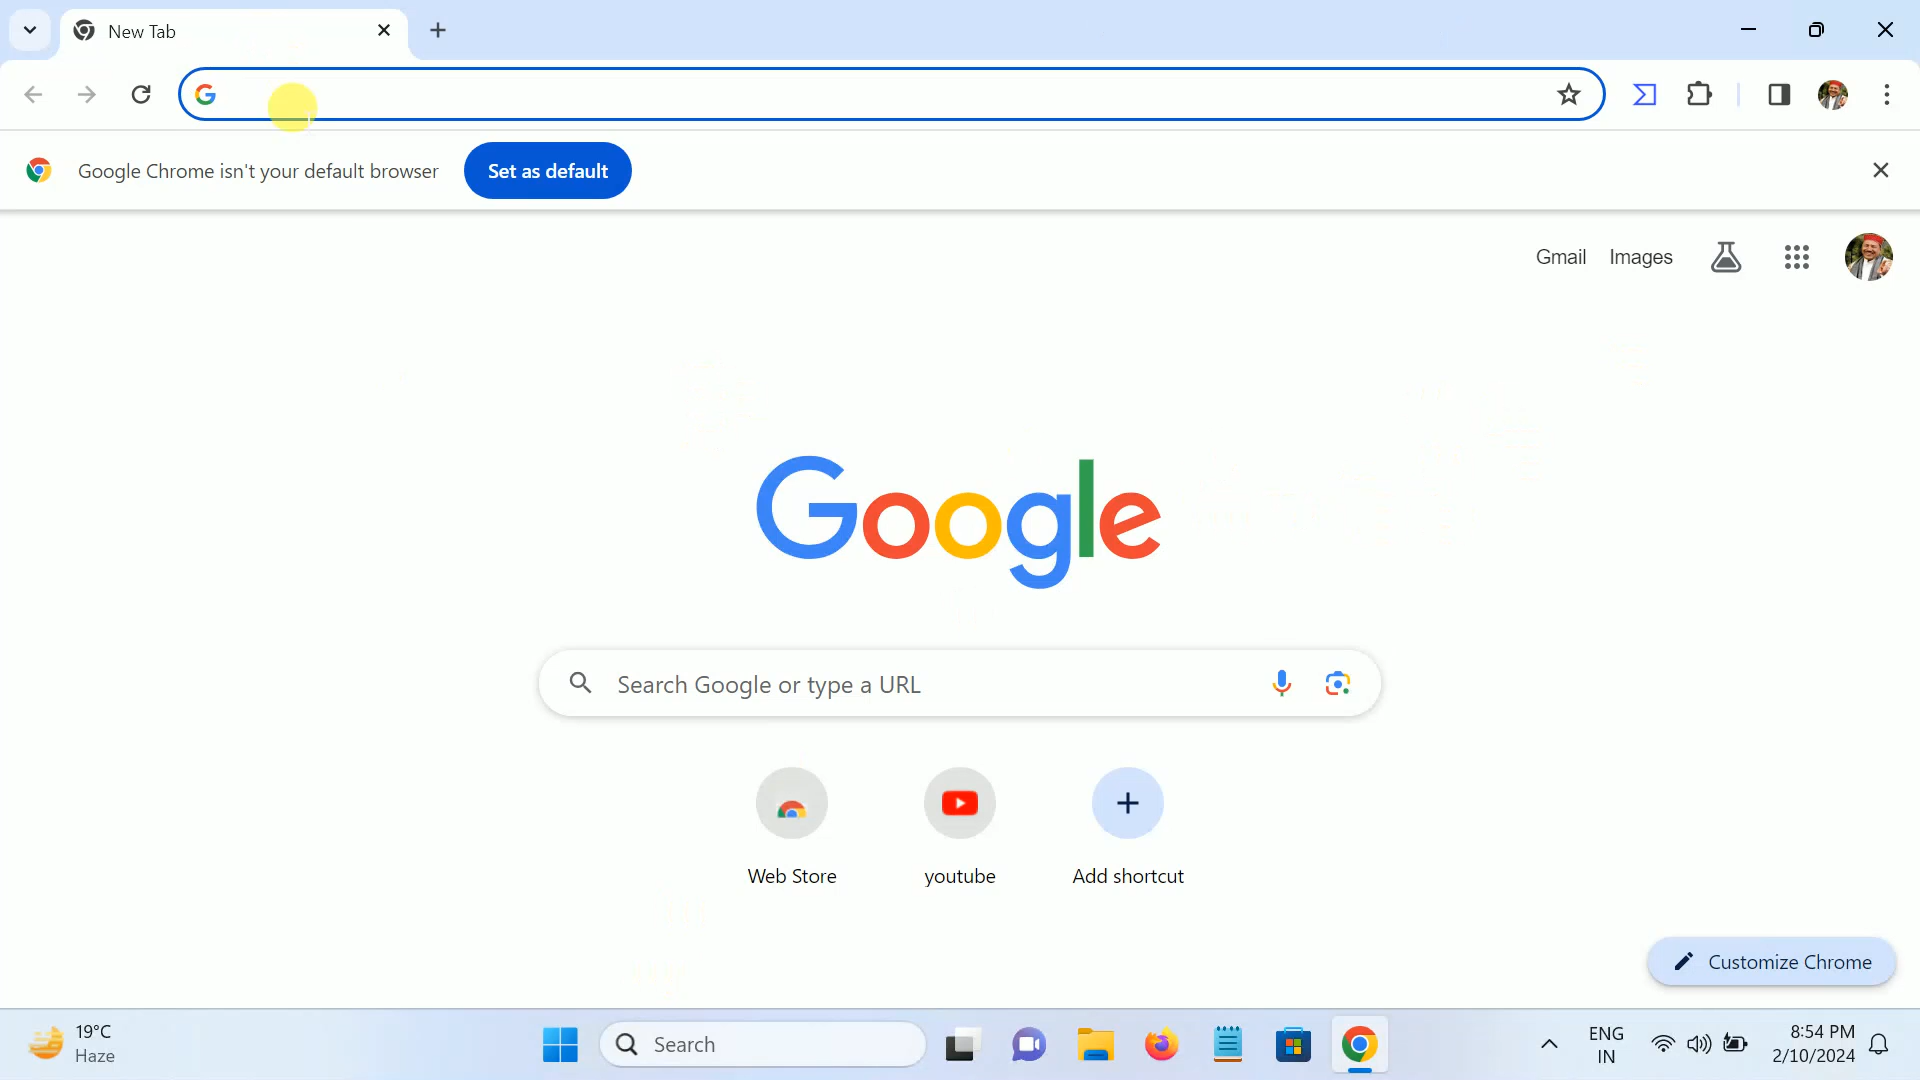 New Tab
Google Chrome isn't your default browser
Set as default
Gmail
Images
Google
Search Google or type a URL
Web Store
youtube
Add shortcut
Customize Chrome
19°C
Haze
Search
ENG
IN
8:54 PM
2/10/2024